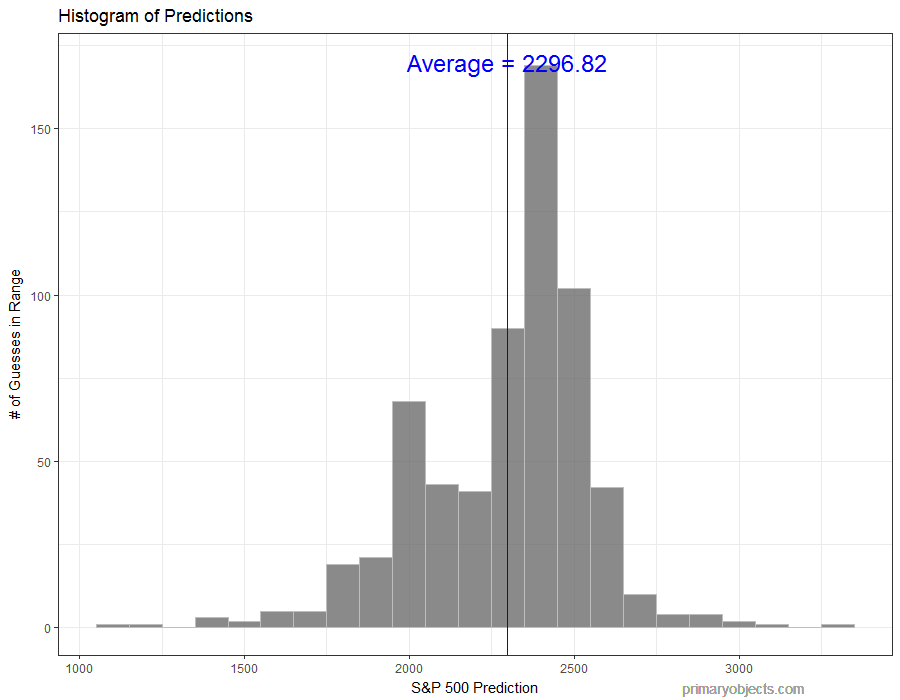 Histogram of Predictions
Average = 2296.82
# of Guesses in Range
150
100
50
0
1000 1500 2000 2500 3000
S&P 500 Prediction
primaryobjects.com